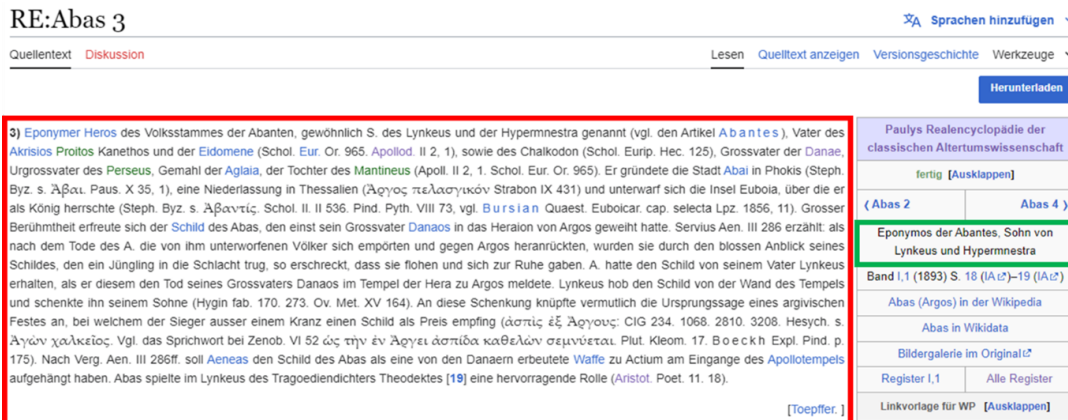 RE:Abas 3
Sprachen hinzufügen
Quellentext Diskussion
Lesen Quelltext anzeigen Versionsgeschichte Werkzeuge
Herunterladen
3) Eponymer Heros des Volksstammes der Abanten, gewöhnlich S. des Lynkeus und der Hypermnestra genannt (vgl. den Artikel Abantes), Vater des
Akrisios Proitos Kanethos und der Eidomene (Schol. Eur. Or. 965. Apollod. II 2, 1), sowie des Chalkodon (Schol. Eurip. Hec. 125), Grossvater der Danae,
Urgrossvater des Perseus, Gemahl der Aglaia, der Tochter des Mantineus (Apoll. II 2, 1. Schol. Eur. Or. 965). Er gründete die Stadt Abai in Phokis (Steph.
Byz. s. Ἄβαι. Paus. X 35, 1), eine Niederlassung in Thessalien (Ἄργος πελασγικόν Strabon IX 431) und unterwarf sich die Insel Euboia, über die er
als König herrschte (Steph. Byz. s. Ἀβαντίς. Schol. Il. II 536. Pind. Pyth. VIII 73, vgl. Bursian Quaest. Euboicar. cap. selecta Lpz. 1856, 11). Grosser
Berühmtheit erfreute sich der Schild des Abas, den einst sein Grossvater Danaos in das Heraion von Argos geweiht hatte. Servius Aen. III 286 erzählt: als
nach dem Tode des A. die von ihm unterworfenen Völker sich empörten und gegen Argos heranrückten, wurden sie durch den blossen Anblick seines
Schildes, den ein Jüngling in die Schlacht trug, so erschreckt, dass sie flohen und sich zur Ruhe gaben. A. hatte den Schild von seinem Vater Lynkeus
erhalten, als er diesem den Tod seines Grossvaters Danaos im Tempel der Hera zu Argos meldete. Lynkeus hob den Schild von der Wand des Tempels
und schenkte ihn seinem Sohne (Hygin fab. 170. 273. Ov. Met. XV 164). An diese Schenkung knüpfte vermutlich die Ursprungssage eines argivischen
Festes an, bei welchem der Sieger ausser einem Kranz einen Schild als Preis empfing (ἀσπὶς ἐξ Ἄργους: CIG 234. 1068. 2810. 3208. Hesych. s.
Ἀγὼν χαλκεῖος. Vgl. das Sprichwort bei Zenob. VI 52 ὡς τὴν ἐν Ἄργει ἀσπίδα καθελὼν σεμνύεται. Plut. Kleom. 17. Boeckh Expl. Pind. p.
175). Nach Verg. Aen. III 286ff. soll Aeneas den Schild des Abas als eine von den Danaern erbeutete Waffe zu Actium am Eingange des Apollotempels
aufgehängt haben. Abas spielte im Lynkeus des Tragoediendichters Theodektes [19] eine hervorragende Rolle (Aristot. Poet. 11. 18).
[Toepffer. ]
Paulys Realencyclopädie der
classischen Altertumswissenschaft
fertig [Ausklappen]
❬ Abas 2 Abas 4 ❭
Eponymos der Abantes, Sohn von
Lynkeus und Hypermnestra
Band I,1 (1893) S. 18 (IA)–19 (IA)
Abas (Argos) in der Wikipedia
Abas in Wikidata
Bildergalerie im Original
Register I,1 Alle Register
Linkvorlage für WP [Ausklappen]